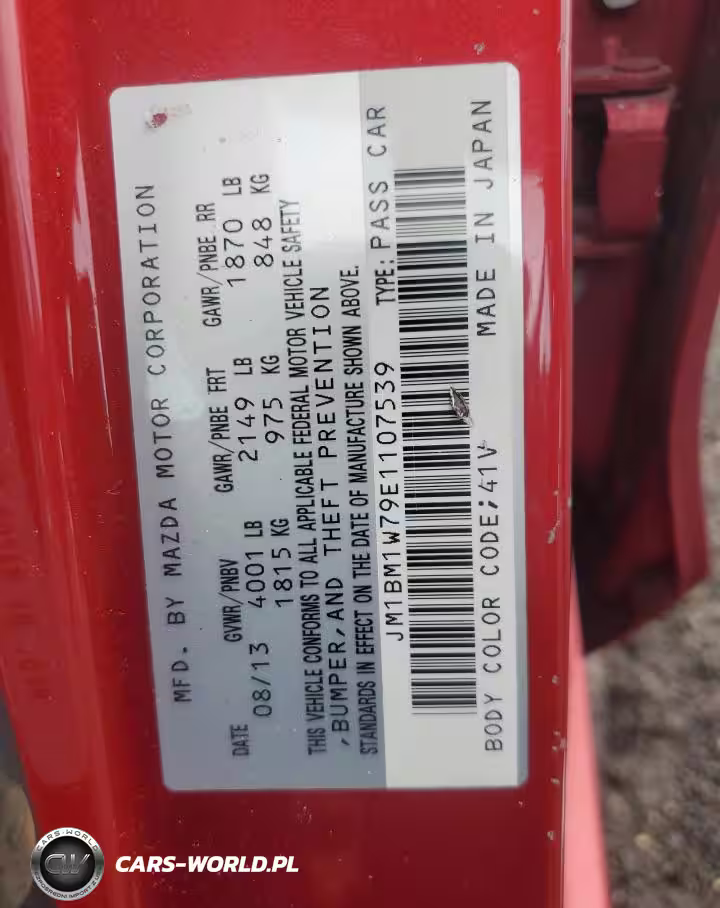 MFD. BY MAZDA MOTOR CORPORATION
DATE GVWR/PNBV GAWR/PNBE FRT GAWR/PNBE RR
08/13 4001 LB 2149 LB 1870 LB
1815 KG 975 KG 848 KG
THIS VEHICLE CONFORMS TO ALL APPLICABLE FEDERAL MOTOR VEHICLE SAFETY
,BUMPER,AND THEFT PREVENTION
STANDARDS IN EFFECT ON THE DATE OF MANUFACTURE SHOWN ABOVE.
JM1BM1W79E1107539 TYPE: PASS CAR
BODY COLOR CODE;41V MADE IN JAPAN
CARS-WORLD
CW
CARS-WORLD.PL